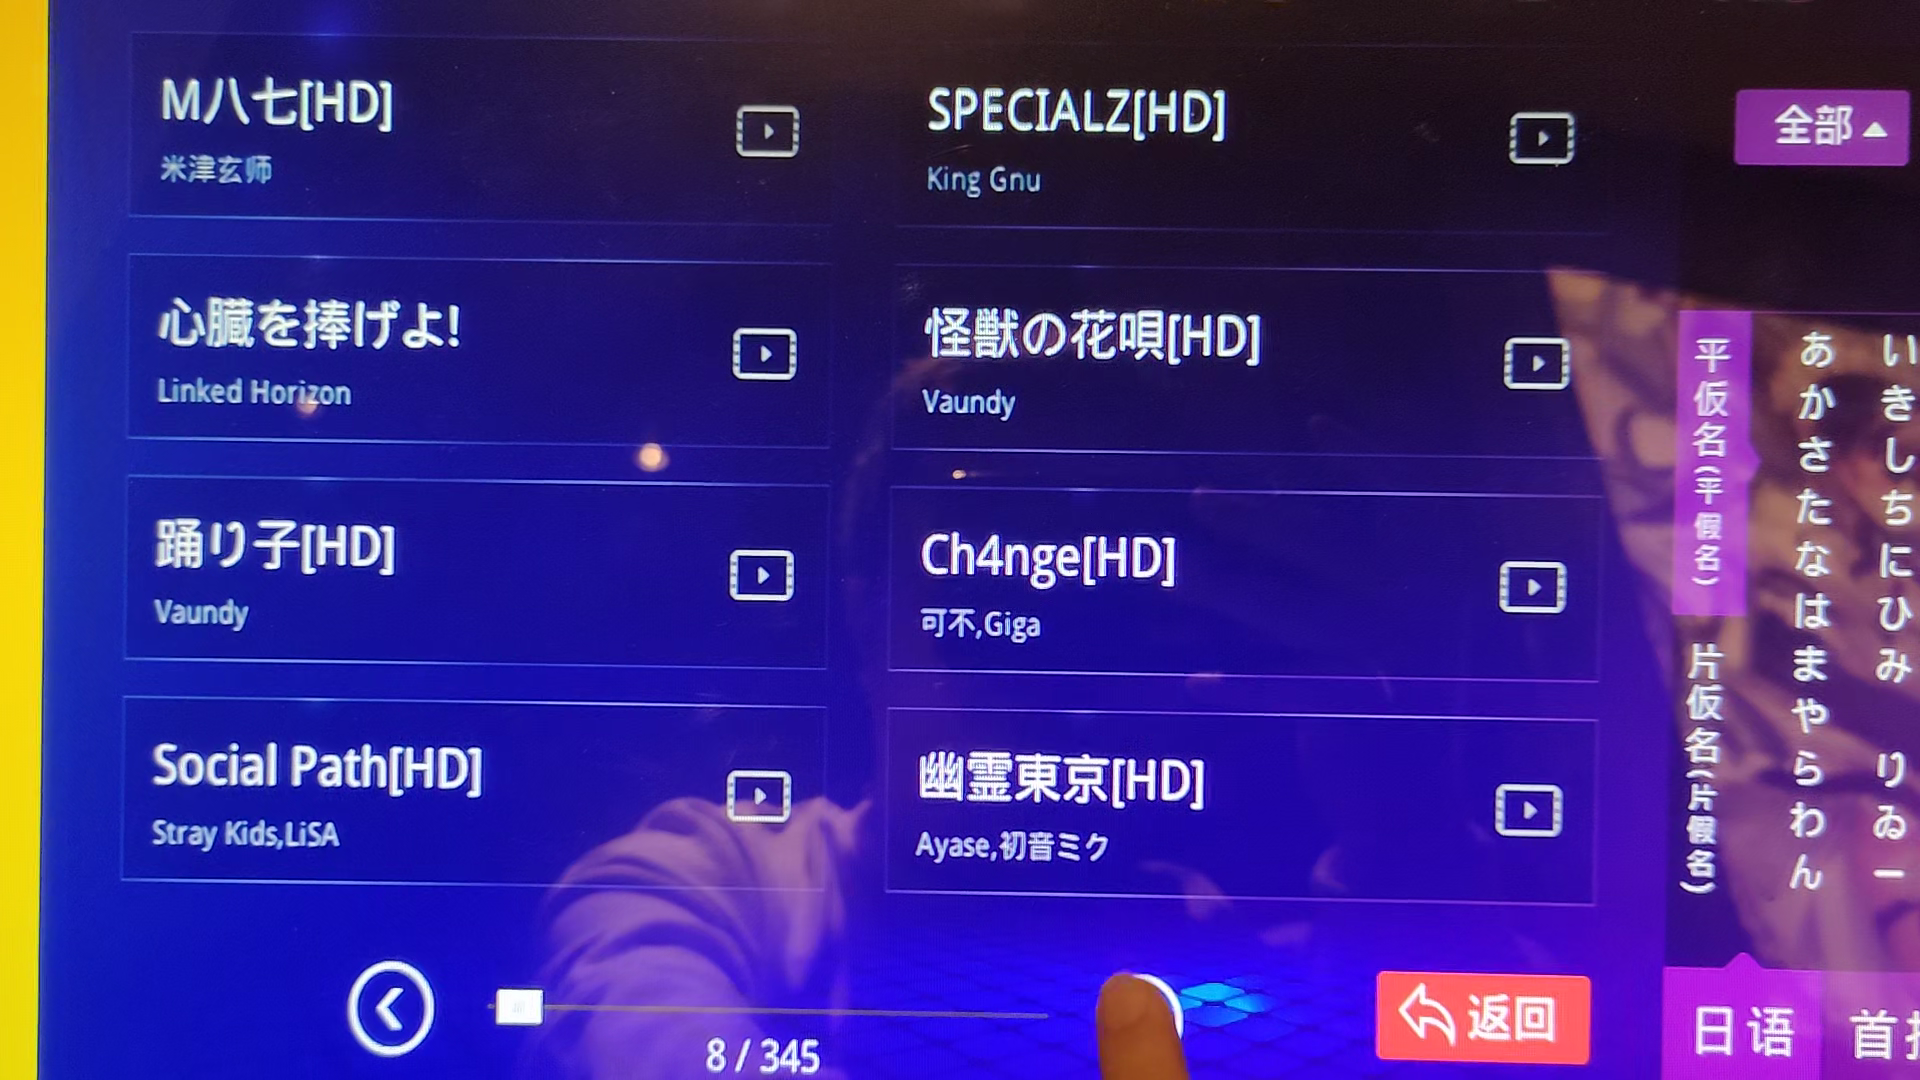 M八七[HD]
米津玄师
SPECIALZ[HD]
King Gnu
心臓を捧げよ!
Linked Horizon
怪獣の花唄[HD]
Vaundy
踊り子[HD]
Vaundy
Ch4nge[HD]
可不,Giga
Social Path[HD]
Stray Kids,LiSA
幽霊東京[HD]
Ayase,初音ミク
8 / 345
返回
全部
平仮名(平假名)
片仮名(片假名)
あかさたなはまやらわん
いきしちにひみ りゐー
日语
首